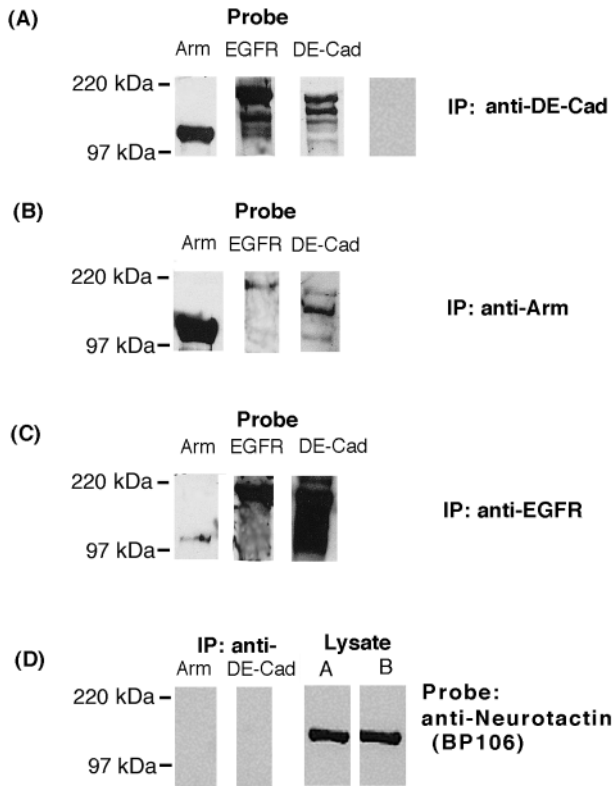 (A)
Probe
Arm EGFR DE-Cad
220 kDa
97 kDa
IP: anti-DE-Cad
(B)
Probe
Arm EGFR DE-Cad
220 kDa
97 kDa
IP: anti-Arm
(C)
Probe
Arm EGFR DE-Cad
220 kDa
97 kDa
IP: anti-EGFR
(D)
IP: anti- Lysate
Arm DE-Cad A B
220 kDa
97 kDa
Probe:
anti-Neurotactin
(BP106)